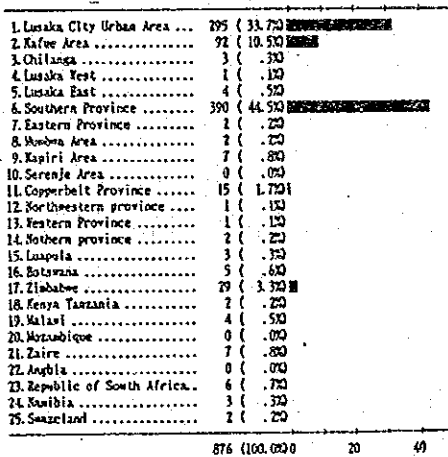 1. Lusaka City Urban Area ... 295 ( 33.7%)
2. Kafue Area .............. 92 ( 10.5%)
3. Chilanga ................ 3 ( .3%)
4. Lusaka West ............. 1 ( .1%)
5. Lusaka East ............. 4 ( .5%)
6. Southern Province ....... 390 ( 44.5%)
7. Eastern Province ........ 2 ( .2%)
8. Mumbwa Area ............. 2 ( .2%)
9. Kapiri Area ............. 7 ( .8%)
10. Serenje Area ............ 0 ( .0%)
11. Copperbelt Province ..... 15 ( 1.7%)
12. Northwestern province ... 1 ( .1%)
13. Western Province ........ 1 ( .1%)
14. Nothern province ........ 2 ( .2%)
15. Luapula ................. 3 ( .3%)
16. Botswana ................ 5 ( .6%)
17. Zimbabwe ................ 29 ( 3.3%)
18. Kenya Tanzania .......... 2 ( .2%)
19. Malawi .................. 4 ( .5%)
20. Mozambique .............. 0 ( .0%)
21. Zaire ................... 7 ( .8%)
22. Angola .................. 0 ( .0%)
23. Republic of South Africa.. 6 ( .7%)
24. Namibia ................. 3 ( .3%)
25. Swazeland ............... 2 ( .2%)
876 (100.0%) 0 20 40